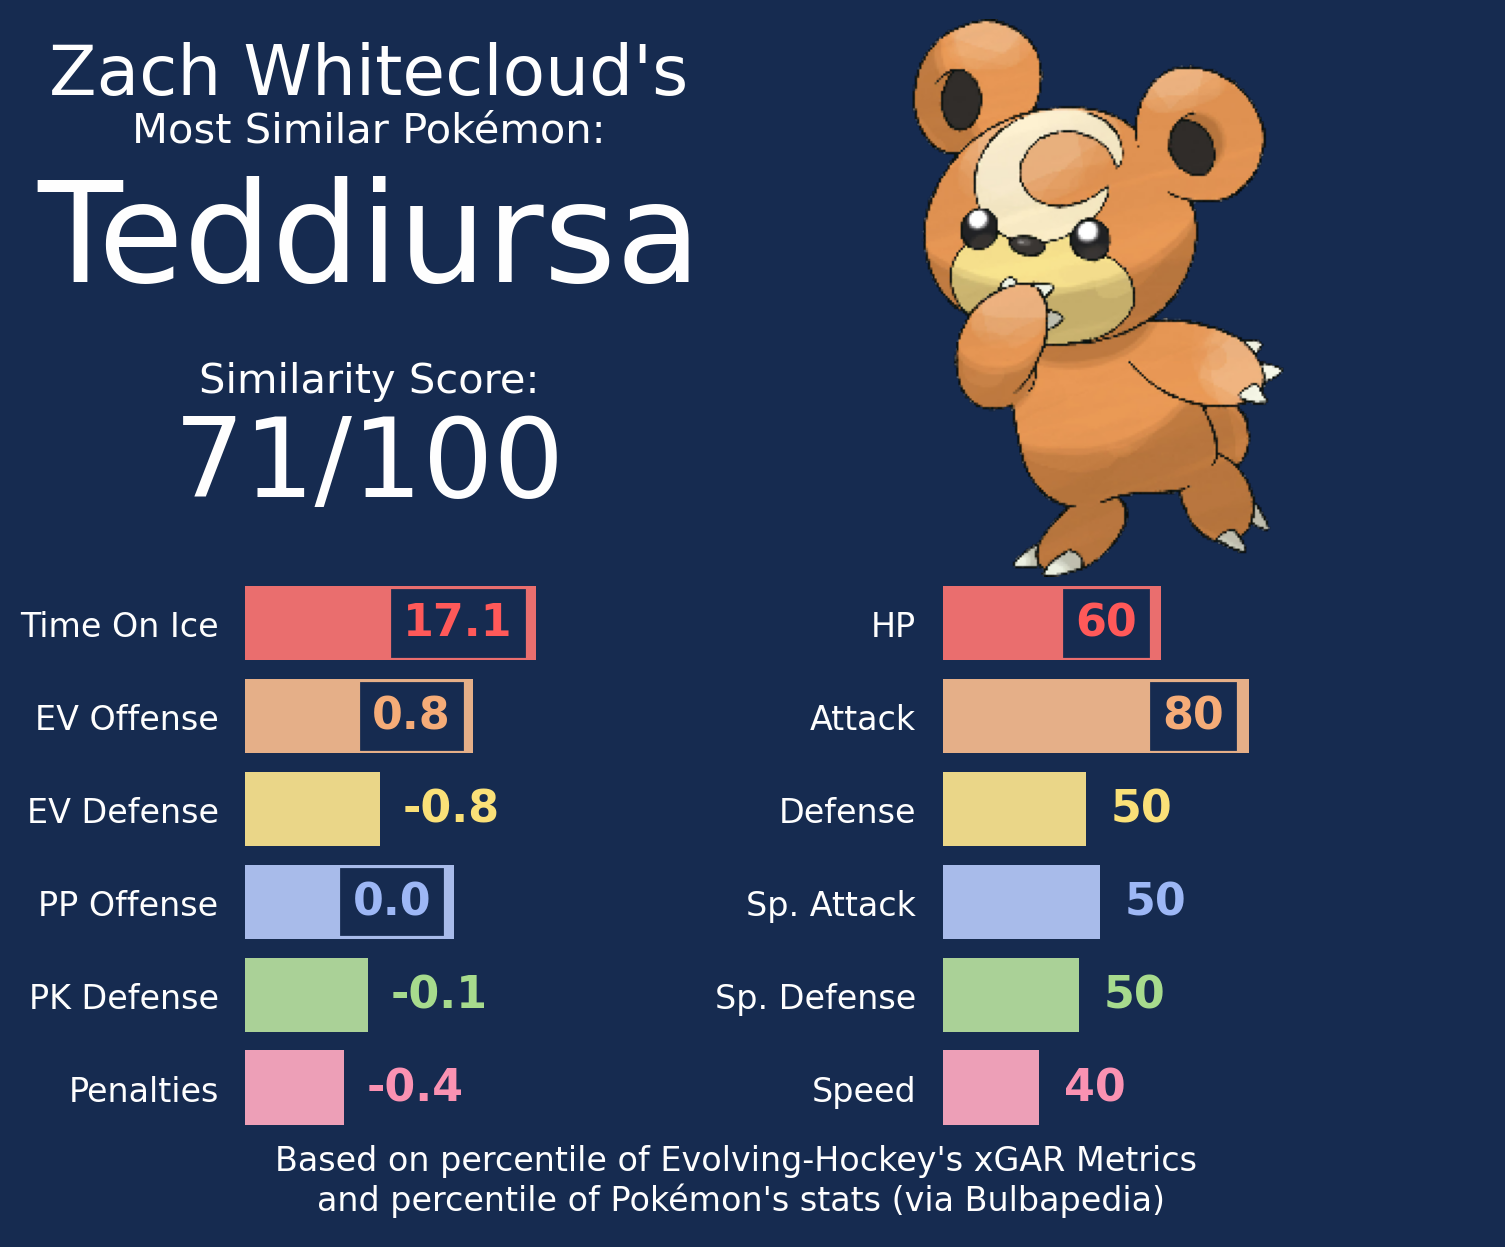 Zach Whitecloud's
Most Similar Pokémon:
Teddiursa
Similarity Score:
71/100
Time On Ice 17.1
EV Offense 0.8
EV Defense -0.8
PP Offense 0.0
PK Defense -0.1
Penalties -0.4
HP 60
Attack 80
Defense 50
Sp. Attack 50
Sp. Defense 50
Speed 40
Based on percentile of Evolving-Hockey's xGAR Metrics
and percentile of Pokémon's stats (via Bulbapedia)